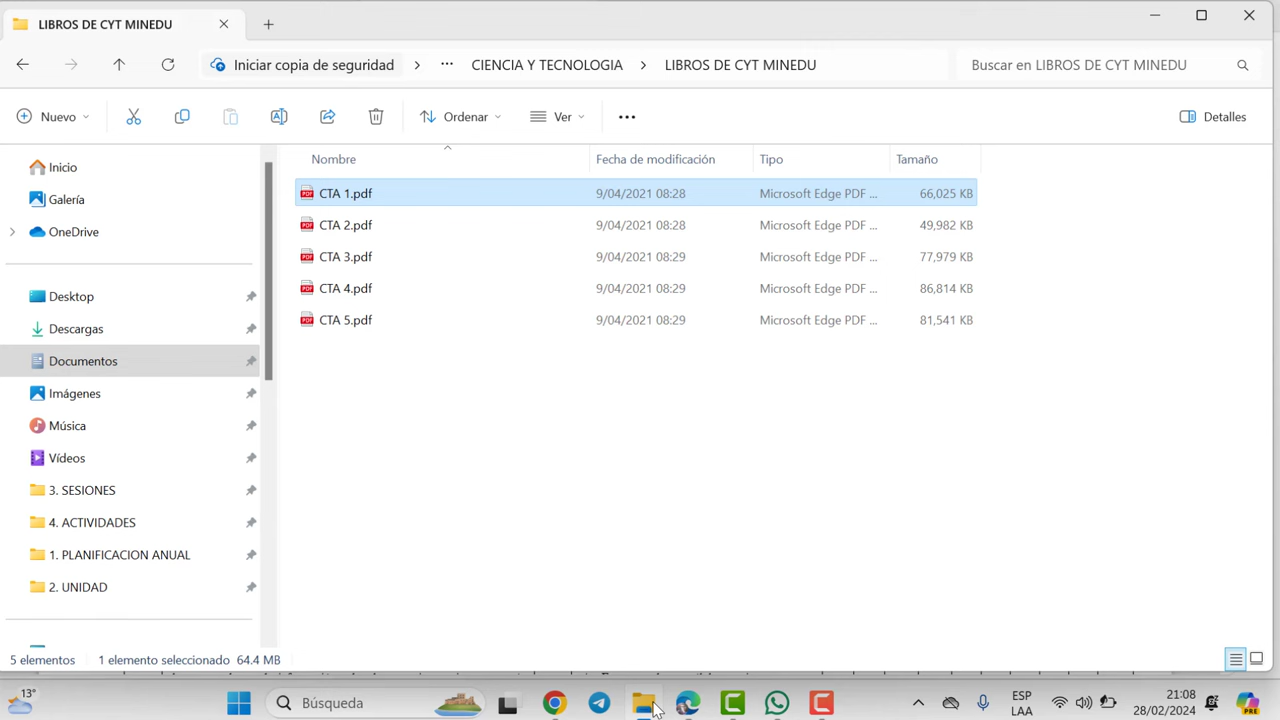 LIBROS DE CYT MINEDU
Iniciar copia de seguridad > ... CIENCIA Y TECNOLOGIA > LIBROS DE CYT MINEDU
Buscar en LIBROS DE CYT MINEDU
Nuevo
Ordenar
Ver
Detalles
Nombre Fecha de modificación Tipo Tamaño
CTA 1.pdf 9/04/2021 08:28 Microsoft Edge PDF ... 66,025 KB
CTA 2.pdf 9/04/2021 08:28 Microsoft Edge PDF ... 49,982 KB
CTA 3.pdf 9/04/2021 08:29 Microsoft Edge PDF ... 77,979 KB
CTA 4.pdf 9/04/2021 08:29 Microsoft Edge PDF ... 86,814 KB
CTA 5.pdf 9/04/2021 08:29 Microsoft Edge PDF ... 81,541 KB
Inicio
Galería
OneDrive
Desktop
Descargas
Documentos
Imágenes
Música
Vídeos
3. SESIONES
4. ACTIVIDADES
1. PLANIFICACION ANUAL
2. UNIDAD
5 elementos 1 elemento seleccionado 64.4 MB
13°
Búsqueda
ESP
LAA
21:08
28/02/2024
PRE